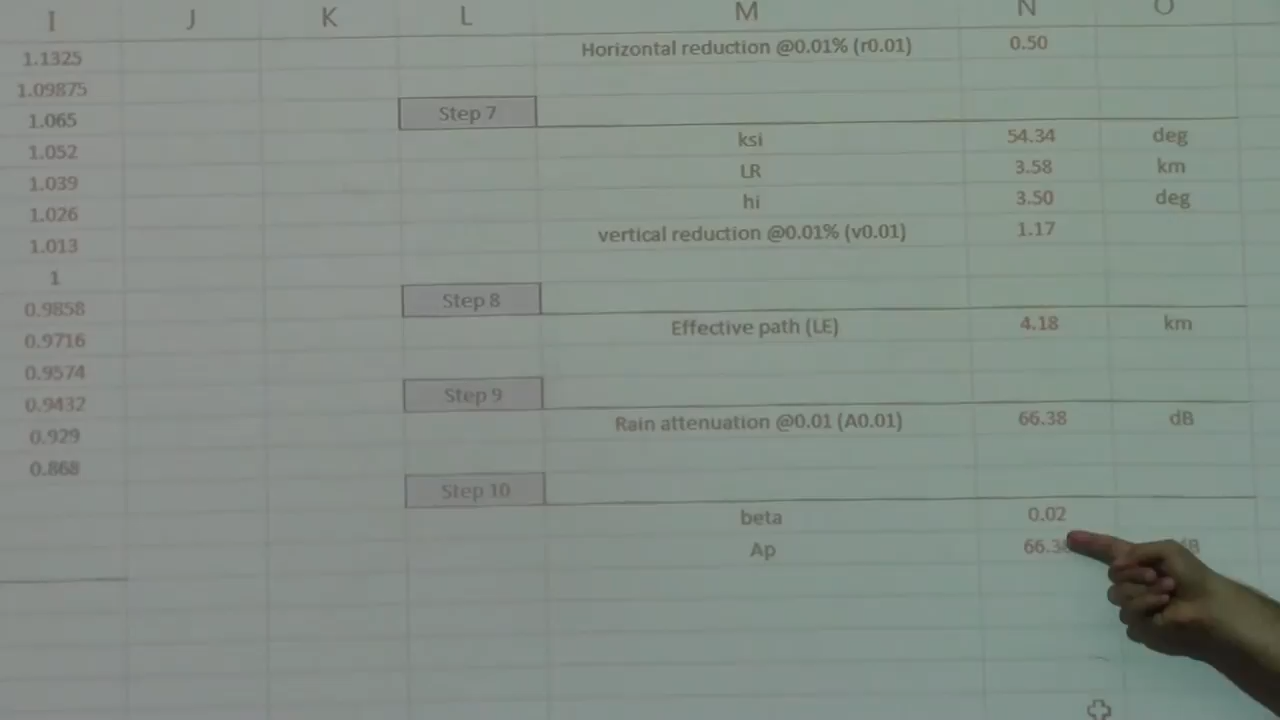 I J K L M N O
1.1325 Horizontal reduction @0.01% (r0.01) 0.50
1.09875
1.065 Step 7
1.052 ksi 54.34 deg
1.039 LR 3.58 km
1.026 hi 3.50 deg
1.013 vertical reduction @0.01% (v0.01) 1.17
1
0.9858 Step 8
0.9716 Effective path (LE) 4.18 km
0.9574
0.9432 Step 9
0.929 Rain attenuation @0.01 (A0.01) 66.38 dB
0.868
Step 10
beta 0.02
Ap 66.38 dB